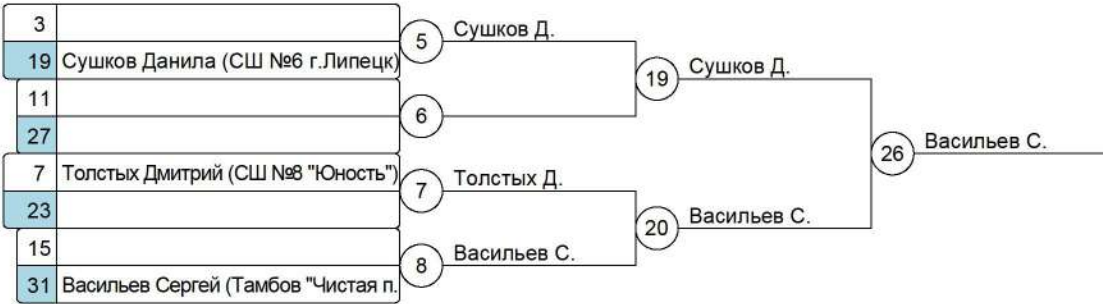 3
5 Сушков Д.
19 Сушков Данила (СШ №6 г.Липецк)
19 Сушков Д.
11
6
27
26 Васильев С.
7 Толстых Дмитрий (СШ №8 "Юность")
7 Толстых Д.
23
20 Васильев С.
15
8 Васильев С.
31 Васильев Сергей (Тамбов "Чистая п.